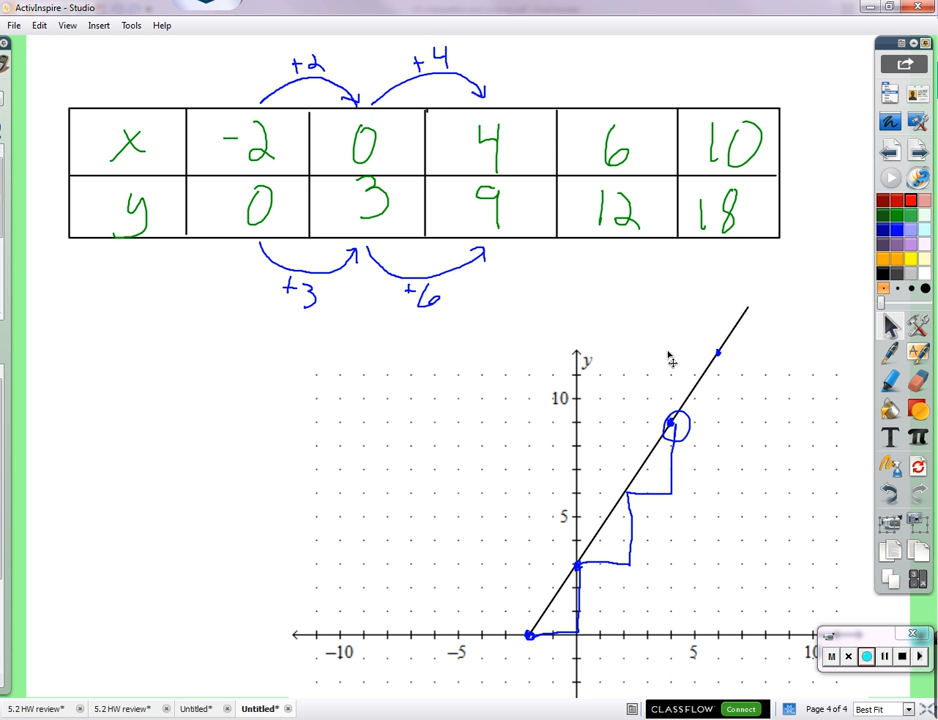 ActivInspire - Studio
File Edit View Insert Tools Help
+2 +4
x -2 0 4 6 10
y 0 3 9 12 18
+3 +6
y
10
5
-10 -5 5 10
M
5.2 HW review* 5.2 HW review* Untitled* Untitled* CLASSFLOW Connect Page 4 of 4 Best Fit